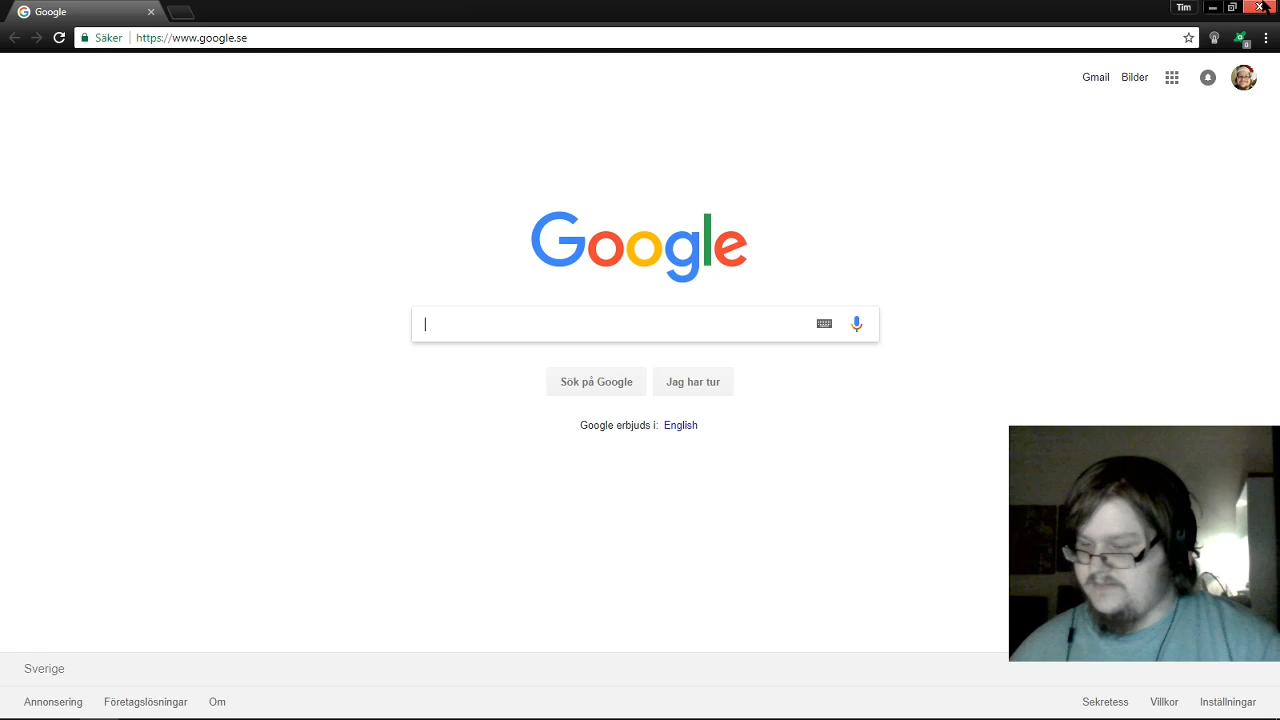 Google
Tim
Säker
https://www.google.se
Gmail Bilder
Google
Sök på Google Jag har tur
Google erbjuds i: English
Sverige
Annonsering Företagslösningar Om
Sekretess Villkor Inställningar